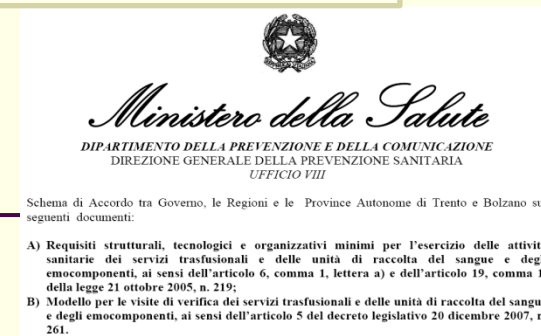 Ministero della Salute
DIPARTIMENTO DELLA PREVENZIONE E DELLA COMUNICAZIONE
DIREZIONE GENERALE DELLA PREVENZIONE SANITARIA
UFFICIO VIII
Schema di Accordo tra Governo, le Regioni e le Province Autonome di Trento e Bolzano su
seguenti documenti:
A) Requisiti strutturali, tecnologici e organizzativi minimi per l'esercizio delle attivit
sanitarie dei servizi trasfusionali e delle unità di raccolta del sangue e degl
emocomponenti, ai sensi dell'articolo 6, comma 1, lettera a) e dell'articolo 19, comma 1
della legge 21 ottobre 2005, n. 219;
B) Modello per le visite di verifica dei servizi trasfusionali e delle unità di raccolta del sangu
e degli emocomponenti, ai sensi dell'articolo 5 del decreto legislativo 20 dicembre 2007, n
261.